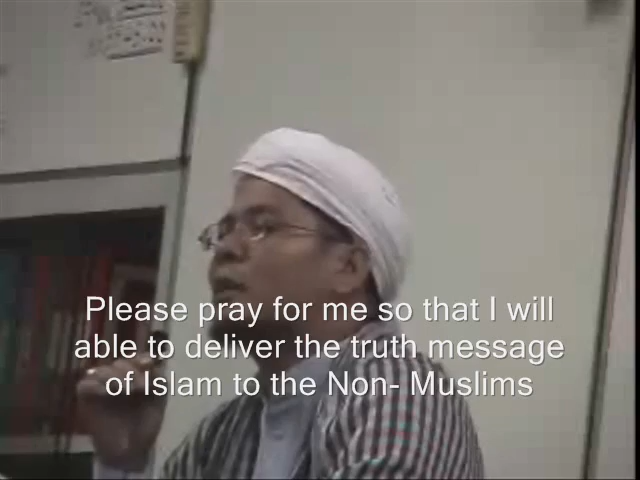 Please pray for me so that I will
able to deliver the truth message
of Islam to the Non- Muslims